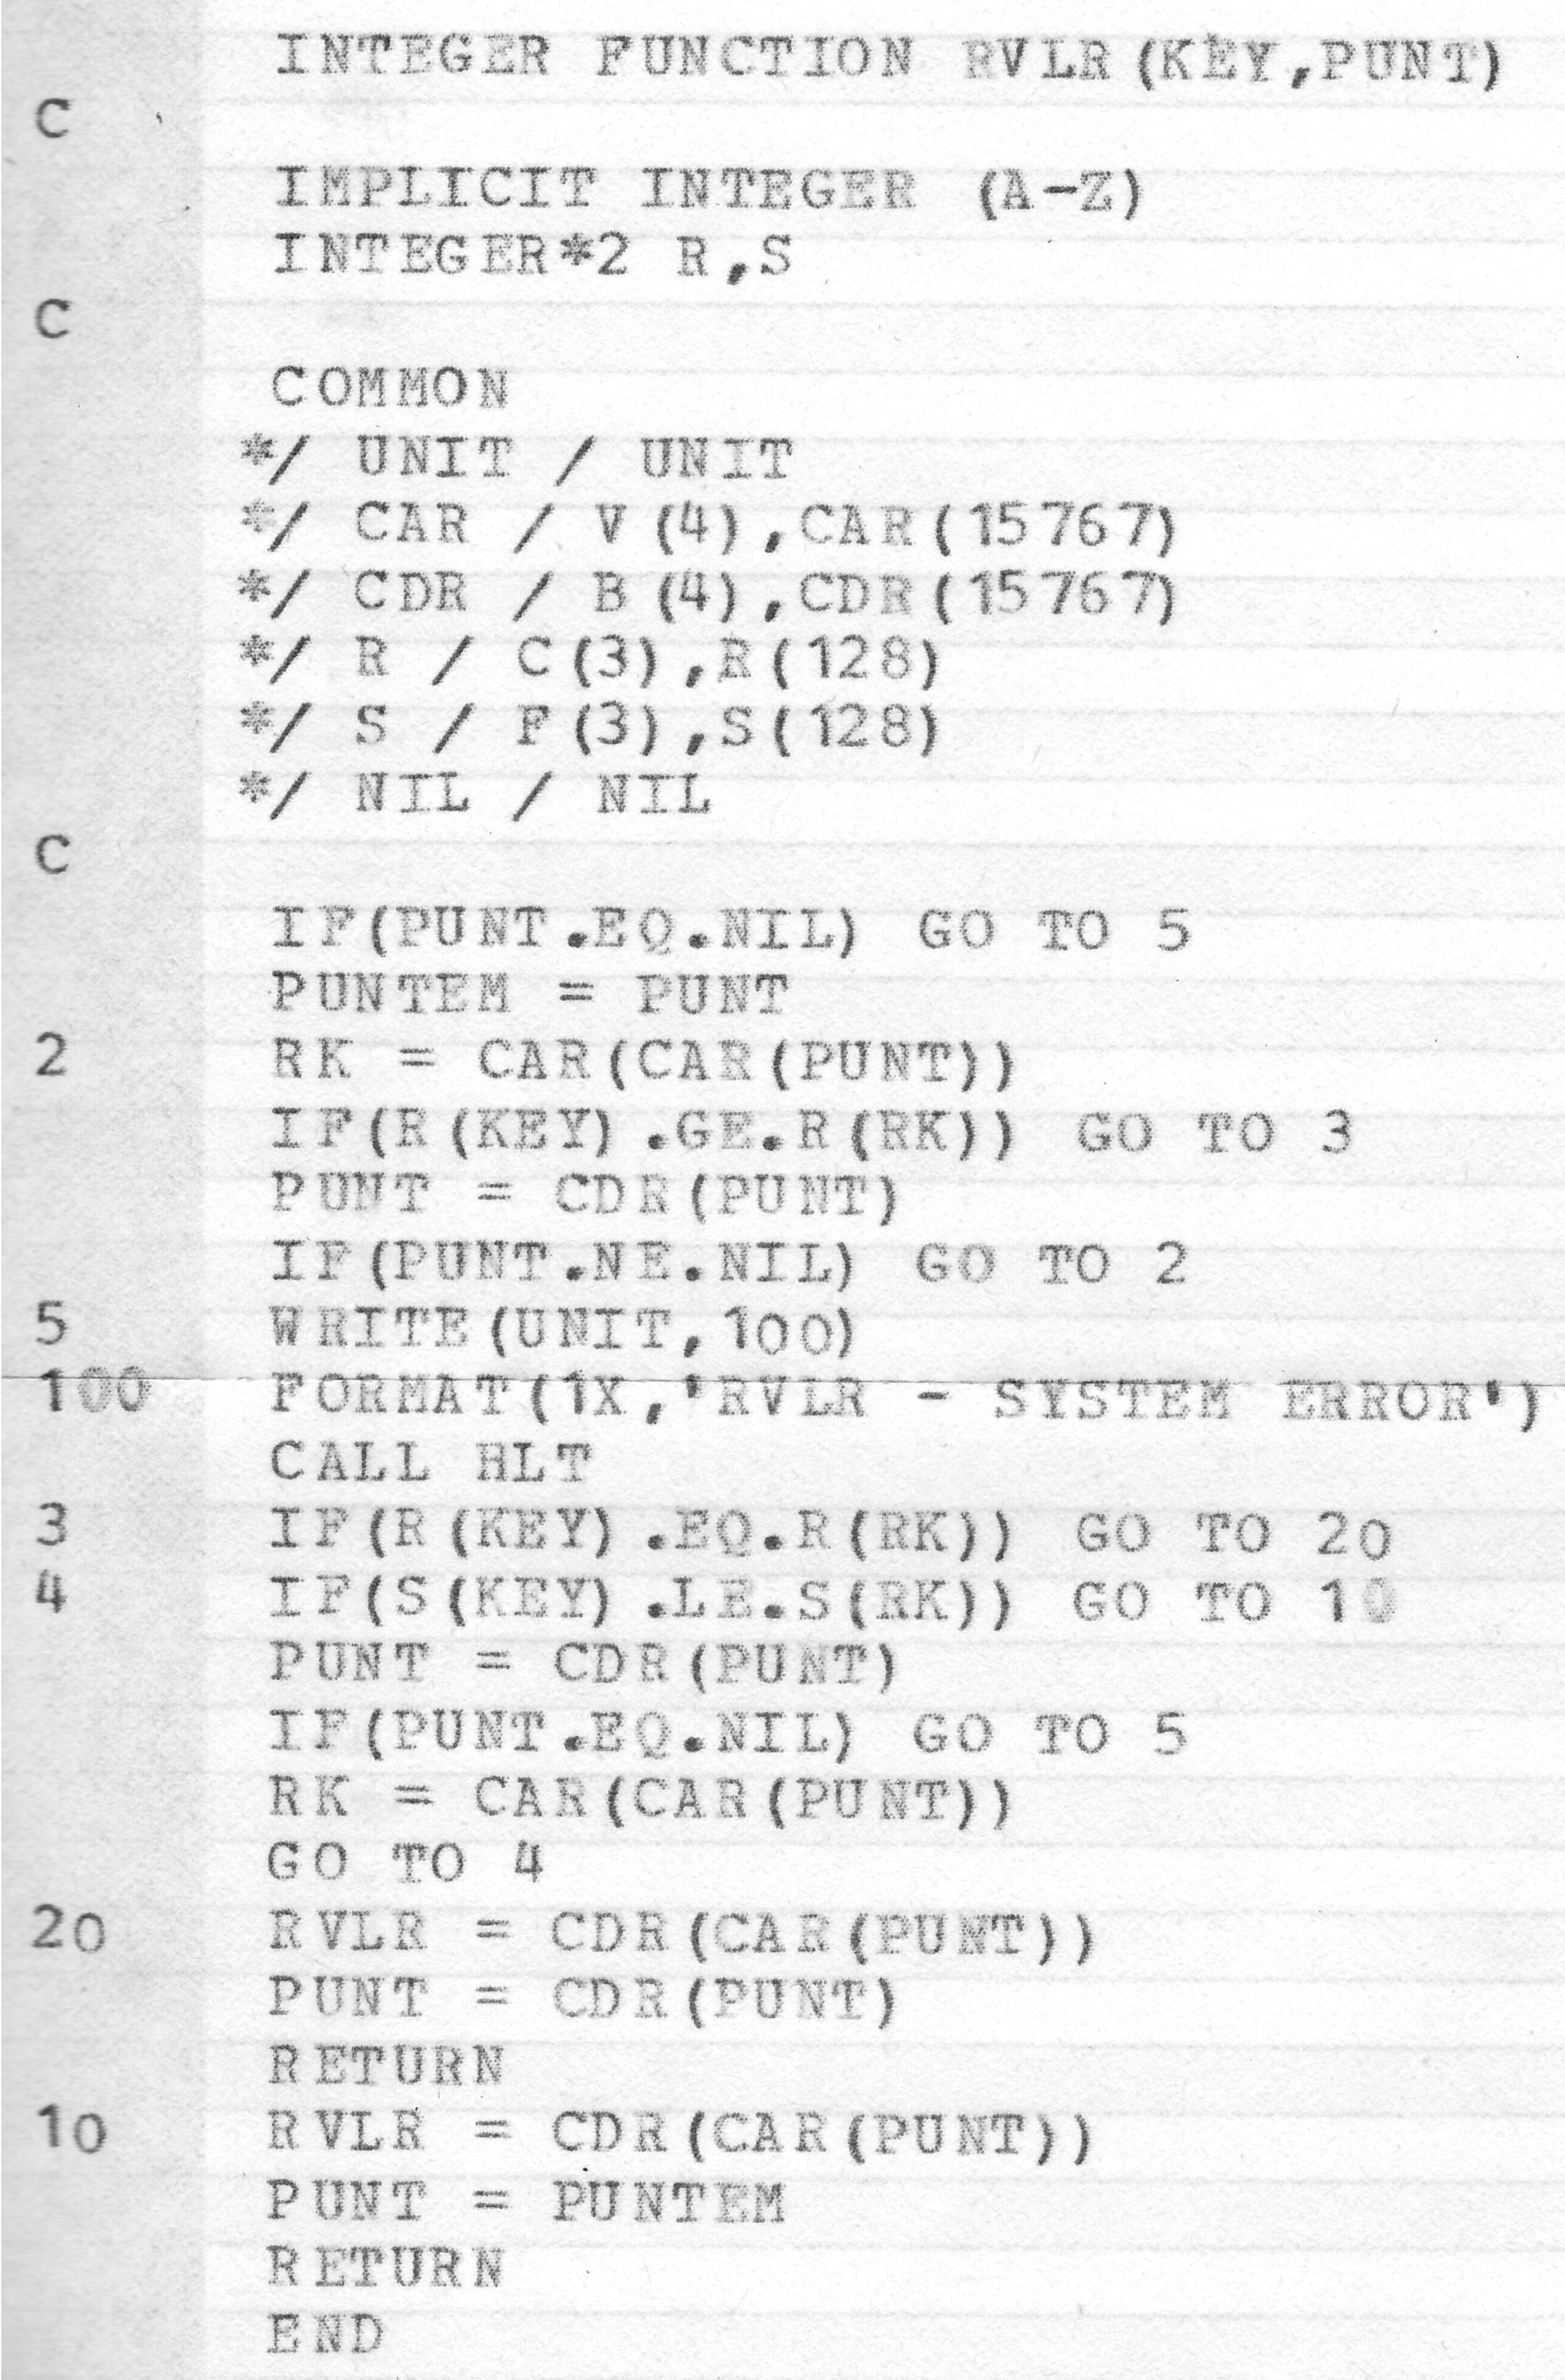 INTEGER FUNCTION RVLR(KEY,PUNT)
C
IMPLICIT INTEGER (A-Z)
INTEGER*2 R,S
C
COMMON
*/ UNIT / UNIT
*/ CAR / V(4),CAR(15767)
*/ CDR / B(4),CDR(15767)
*/ R / C(3),R(128)
*/ S / F(3),S(128)
*/ NIL / NIL
C
IF(PUNT.EQ.NIL) GO TO 5
PUNTEM = PUNT
2 RK = CAR(CAR(PUNT))
IF(R(KEY).GE.R(RK)) GO TO 3
PUNT = CDR(PUNT)
IF(PUNT.NE.NIL) GO TO 2
5 WRITE(UNIT,100)
100 FORMAT(1X,'RVLR - SYSTEM ERROR')
CALL HLT
3 IF(R(KEY).EQ.R(RK)) GO TO 20
4 IF(S(KEY).LE.S(RK)) GO TO 10
PUNT = CDR(PUNT)
IF(PUNT.EQ.NIL) GO TO 5
RK = CAR(CAR(PUNT))
GO TO 4
20 RVLR = CDR(CAR(PUNT))
PUNT = CDR(PUNT)
RETURN
10 RVLR = CDR(CAR(PUNT))
PUNT = PUNTEM
RETURN
END